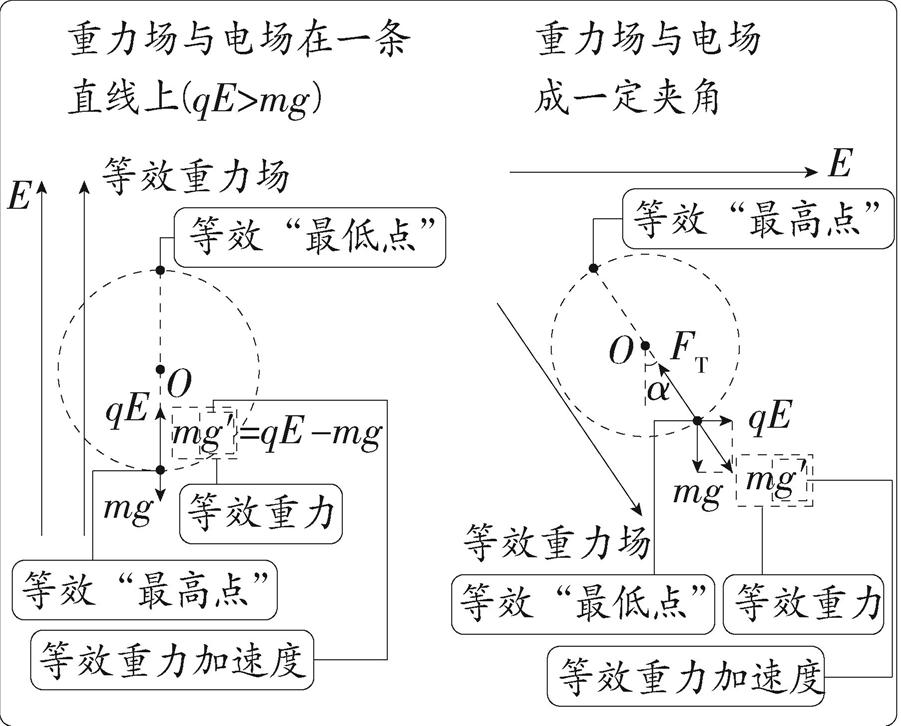 重力场与电场在一条
直线上(qE>mg)
E
等效重力场
等效“最低点”
O
qE
mg′=qE-mg
mg
等效重力
等效“最高点”
等效重力加速度
重力场与电场
成一定夹角
E
等效“最高点”
O
F_T
α
qE
mg
mg′
等效重力场
等效“最低点”
等效重力
等效重力加速度